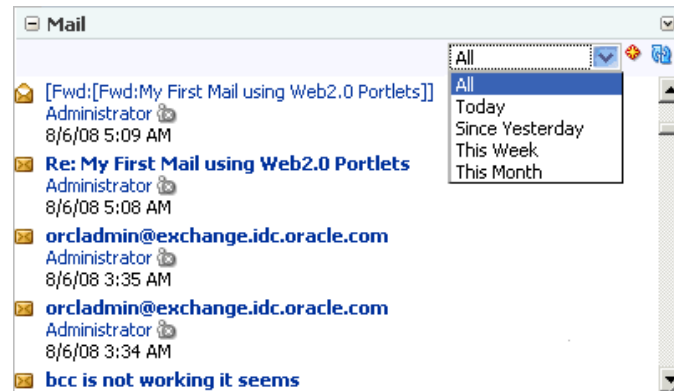 Mail
All
All
Today
Since Yesterday
This Week
This Month
[Fwd:[Fwd:My First Mail using Web2.0 Portlets]]
Administrator
8/6/08 5:09 AM
Re: My First Mail using Web2.0 Portlets
Administrator
8/6/08 5:08 AM
orcladmin@exchange.idc.oracle.com
Administrator
8/6/08 3:35 AM
orcladmin@exchange.idc.oracle.com
Administrator
8/6/08 3:34 AM
bcc is not working it seems